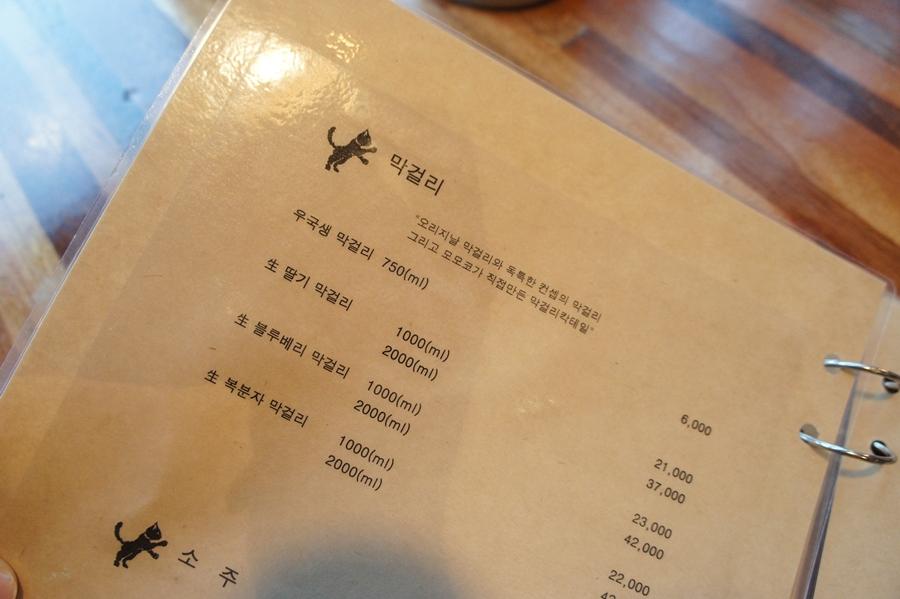 막걸리
"오리지날 막걸리와 독특한 컨셉의 막걸리
그리고 모모코가 직접만든 막걸리칵테일"
우국생 막걸리 750(ml) 6,000
生 딸기 막걸리
1000(ml) 21,000
2000(ml) 37,000
生 블루베리 막걸리
1000(ml) 23,000
2000(ml) 42,000
生 복분자 막걸리
1000(ml) 22,000
2000(ml)
소 주